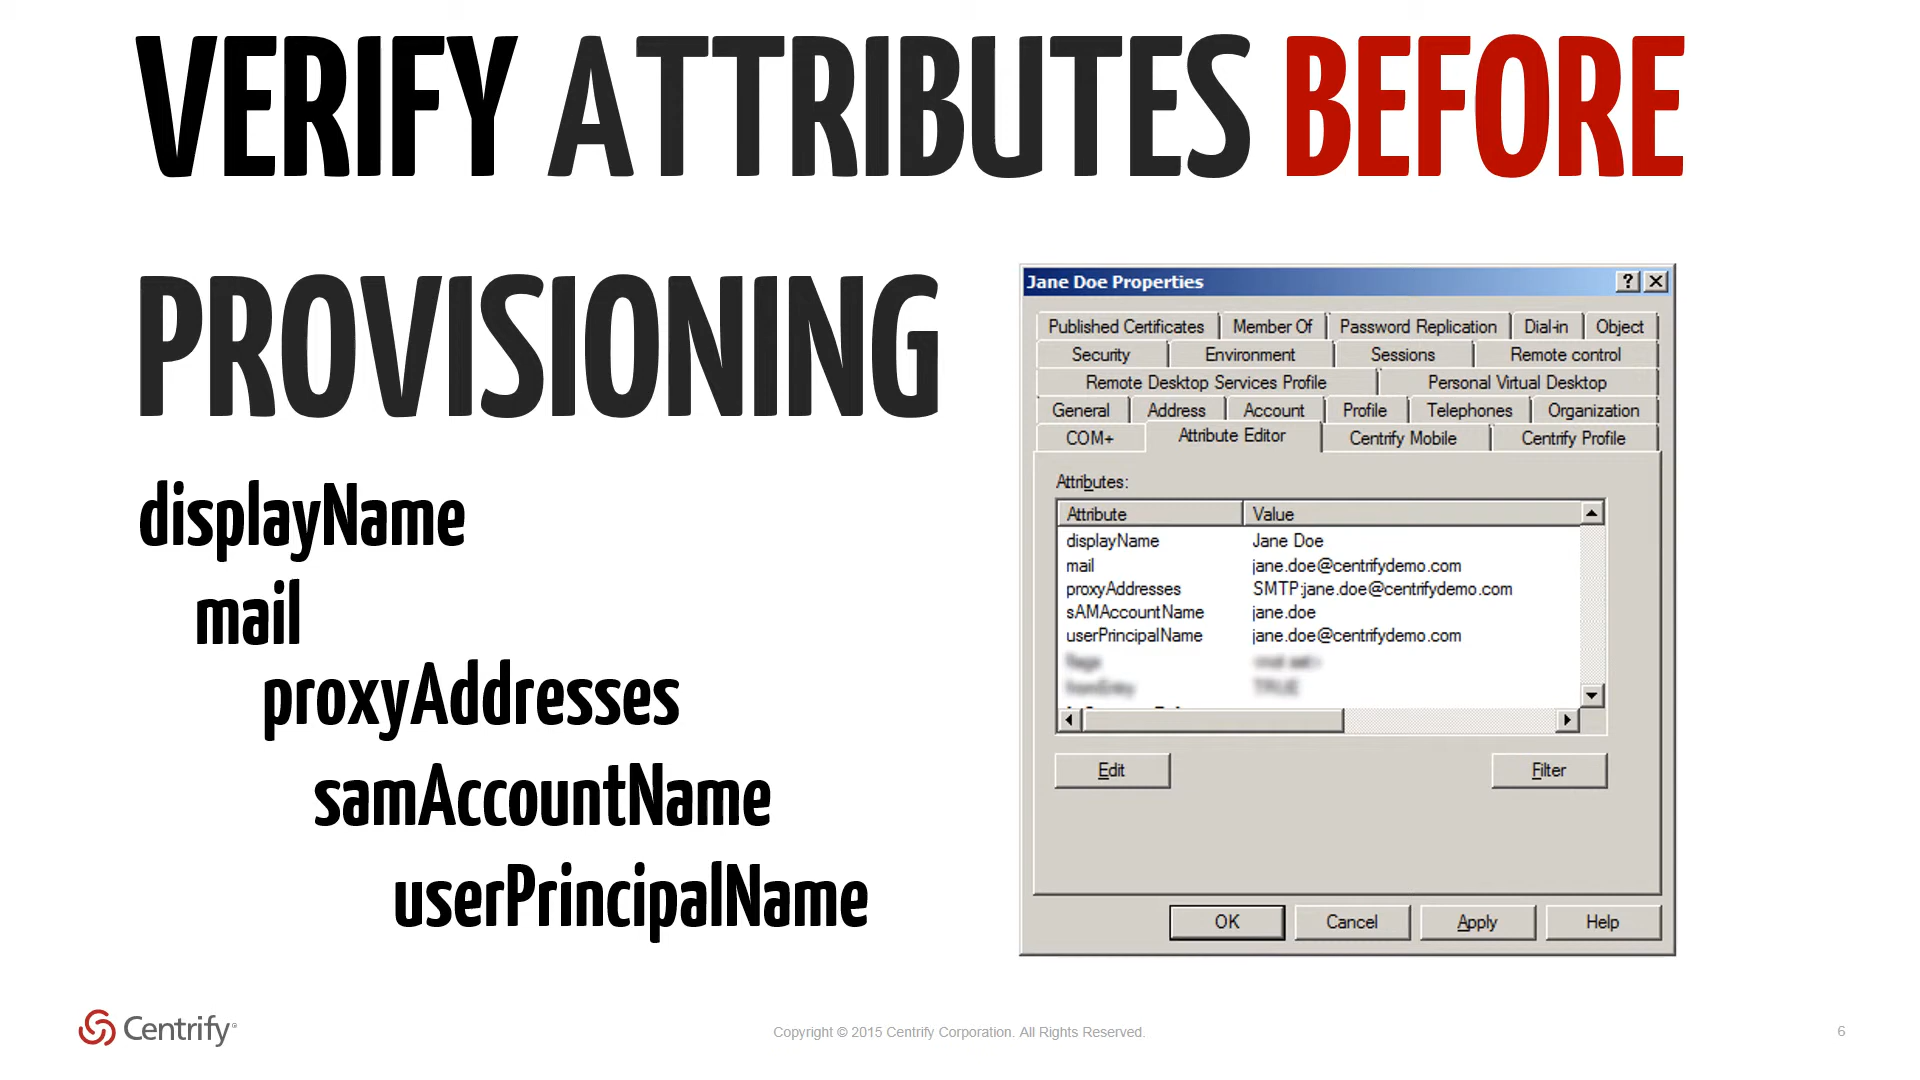 VERIFY ATTRIBUTES BEFORE
PROVISIONING
displayName
mail
proxyAddresses
samAccountName
userPrincipalName
Jane Doe Properties
Published Certificates Member Of Password Replication Dial-in Object
Security Environment Sessions Remote control
Remote Desktop Services Profile Personal Virtual Desktop
General Address Account Profile Telephones Organization
COM+ Attribute Editor Centrify Mobile Centrify Profile
Attributes:
Attribute Value
displayName Jane Doe
mail jane.doe@centrifydemo.com
proxyAddresses SMTP:jane.doe@centrifydemo.com
sAMAccountName jane.doe
userPrincipalName jane.doe@centrifydemo.com
Edit Filter
OK Cancel Apply Help
Centrify
Copyright © 2015 Centrify Corporation. All Rights Reserved.
6